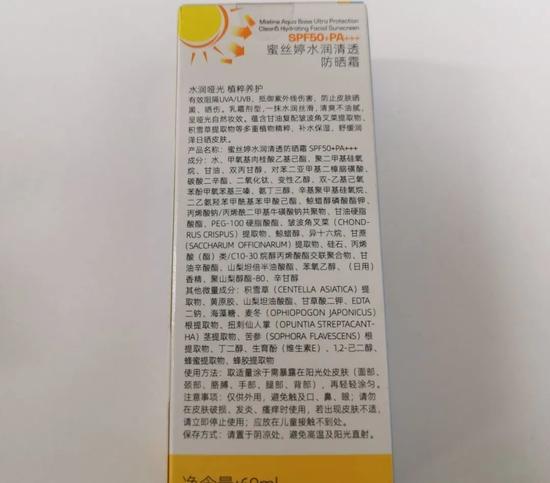 Mistine Aqua Base Ultra Protection
Clear& Hydrating Facial Sunscreen
SPF50+PA+++
蜜丝婷水润清透
防晒霜
水润哑光 植粹养护
有效阻隔UVA/UVB，抵御紫外线伤害，防止皮肤晒
黑、晒伤。乳霜剂型，一抹水润丝滑，清爽不油腻，
呈哑光自然妆效。蕴含甘油复配皱波角叉菜提取物、
积雪草提取物等多重植物精粹，补水保湿，舒缓润
泽日晒皮肤。
产品名称：蜜丝婷水润清透防晒霜 SPF50+PA+++
成分：水、甲氧基肉桂酸乙基己酯、聚二甲基硅氧
烷、甘油、双丙甘醇、对苯二亚甲基二樟脑磺酸、
碳酸二辛酯、二氧化钛、变性乙醇、双-乙基己氧
苯酚甲氧苯基三嗪、氨丁三醇、辛基聚甲基硅氧烷、
二乙氨羟苯甲酰基苯甲酸己酯、鲸蜡醇磷酸酯钾、
丙烯酸钠/丙烯酰二甲基牛磺酸钠共聚物、甘油硬脂
酸酯、PEG-100 硬脂酸酯、皱波角叉菜（CHOND-
RUS CRISPUS）提取物、鲸蜡醇、异十六烷、甘蔗
（SACCHARUM OFFICINARUM）提取物、硅石、丙烯
酸（酯）类/C10-30 烷醇丙烯酸酯交联聚合物、甘
油辛酸酯、山梨坦倍半油酸酯、苯氧乙醇、（日用）
香精、聚山梨醇酯-80、辛甘醇
其他微量成分：积雪草（CENTELLA ASIATICA）提取
物、黄原胶、山梨坦油酸酯、甘草酸二钾、EDTA
二钠、海藻糖、麦冬（OPHIOPOGON JAPONICUS）
根提取物、扭刺仙人掌（OPUNTIA STREPTACANT-
HA）茎提取物、苦参（SOPHORA FLAVESCENS）根
提取物、丁二醇、生育酚（维生素E）、1,2-己二醇、
蜂蜜提取物、蜂胶提取物
使用方法：取适量涂于需暴露在阳光处皮肤（面部、
颈部、胳膊、手部、腿部、背部），再轻轻涂匀。
注意事项：仅供外用，避免触及口、鼻、眼；请勿
在皮肤破损、发炎、瘙痒时使用，若出现皮肤不适，
请立即停止使用；应放在儿童接触不到处。
保存方式：请置于阴凉处，避免高温及阳光直射。
净含量:60ml